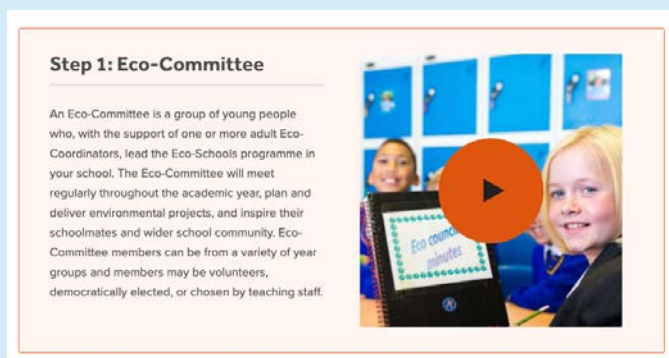 Step 1: Eco-Committee
An Eco-Committee is a group of young people
who, with the support of one or more adult Eco-
Coordinators, lead the Eco-Schools programme in
your school. The Eco-Committee will meet
regularly throughout the academic year, plan and
deliver environmental projects, and inspire their
schoolmates and wider school community. Eco-
Committee members can be from a variety of year
groups and members may be volunteers,
democratically elected, or chosen by teaching staff.
Eco council
minutes